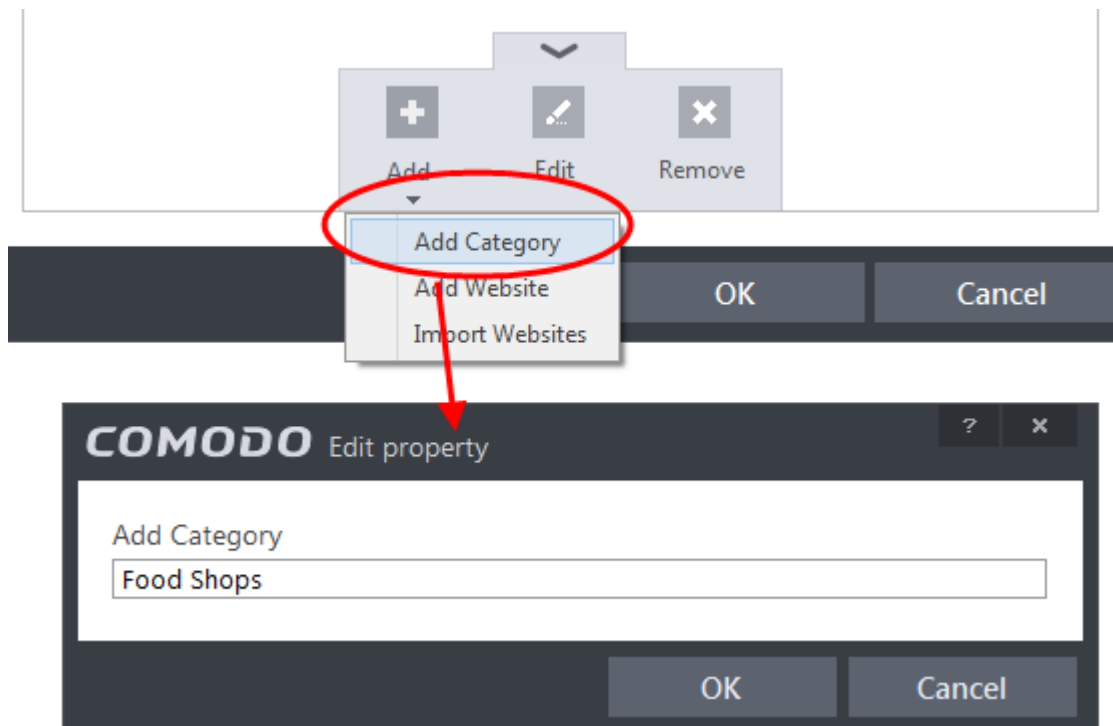 Add Edit Remove
Add Category
Add Website
Import Websites
OK Cancel
COMODO Edit property ? ×
Add Category
Food Shops
OK Cancel